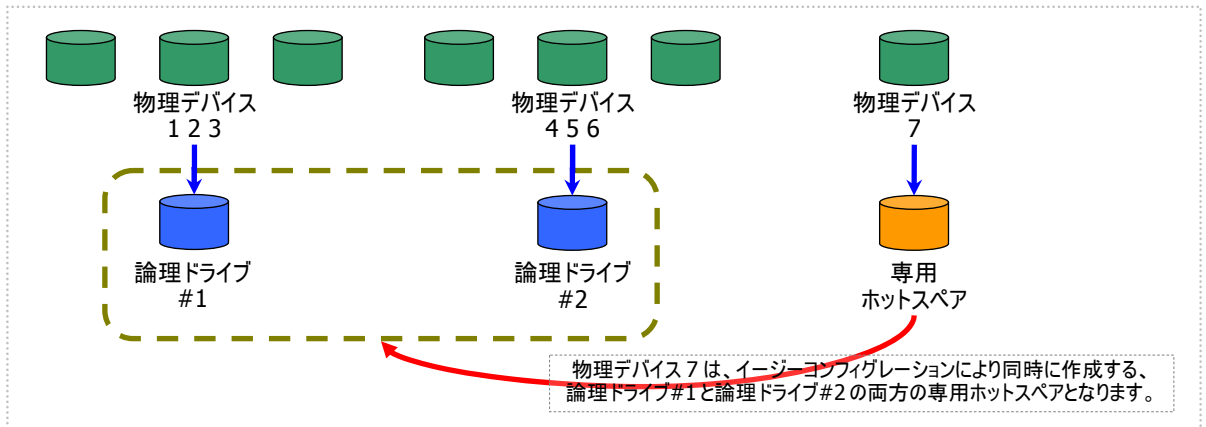 物理デバイス
1 2 3
物理デバイス
4 5 6
物理デバイス
7
論理ドライブ
#1
論理ドライブ
#2
専用
ホットスペア
物理デバイス7は、イージーコンフィグレーションにより同時に作成する、
論理ドライブ#1と論理ドライブ#2の両方の専用ホットスペアとなります。